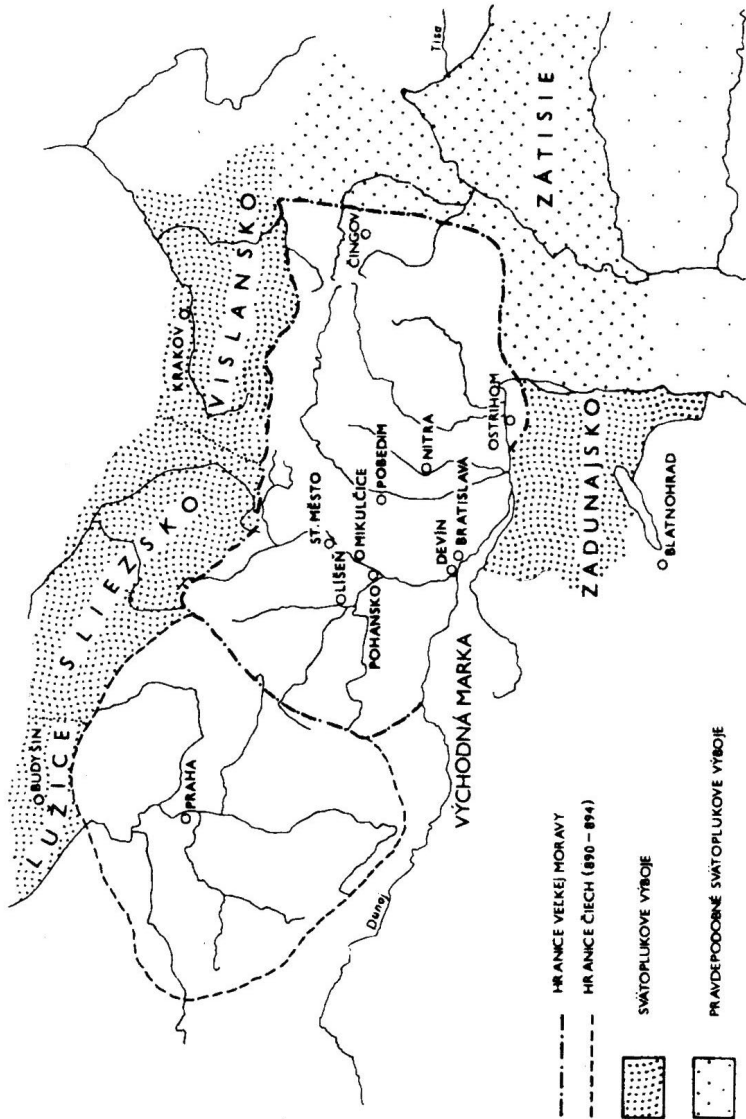 LUŽICE
BUDYŠIN
SLIEZSKO
KRAKOV
VISLANSKO
PRAHA
ST. MĚSTO
LÍŠEŇ
MIKULČICE
POHANSKO
POBEDIM
NITRA
DEVÍN
BRATISLAVA
OSTRIHOM
ČINGOV
Tisa
ZÁTISIE
ZADUNAJSKO
BLATNOHRAD
VÝCHODNÁ MARKA
Dunaj
HRANICE VEĽKEJ MORAVY
HRANICE ČIECH (890–894)
SVÄTOPLUKOVE VÝBOJE
PRAVDEPODOBNÉ SVÄTOPLUKOVE VÝBOJE